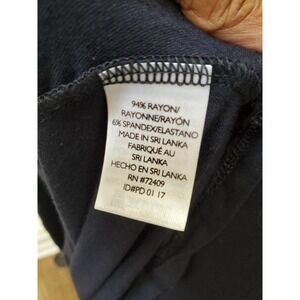 94% RAYON/
RAYONNE/RAYÓN
6% SPANDEX/ELASTANO
MADE IN SRI LANKA
FABRIQUÉ AU
SRI LANKA
HECHO EN SRI LANKA
RN #72409
ID#PD 01 17